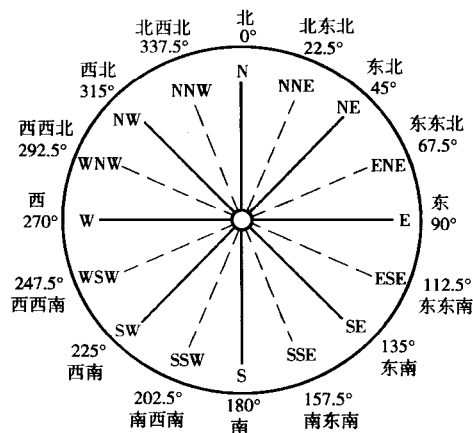 北
0°
北东北
22.5°
东北
45°
东东北
67.5°
东
90°
112.5°
东东南
135°
东南
157.5°
南东南
180°
南
202.5°
南西南
225°
西南
247.5°
西西南
西
270°
西西北
292.5°
西北
315°
北西北
337.5°
N
NNE
NE
ENE
E
ESE
SE
SSE
S
SSW
SW
WSW
W
WNW
NW
NNW